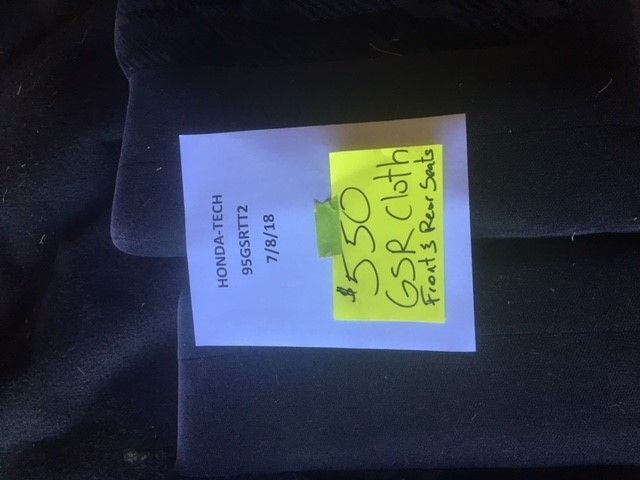 HONDA-TECH
95GSRTT2
7/8/18
$550
GSR Cloth
Front & Rear Seats